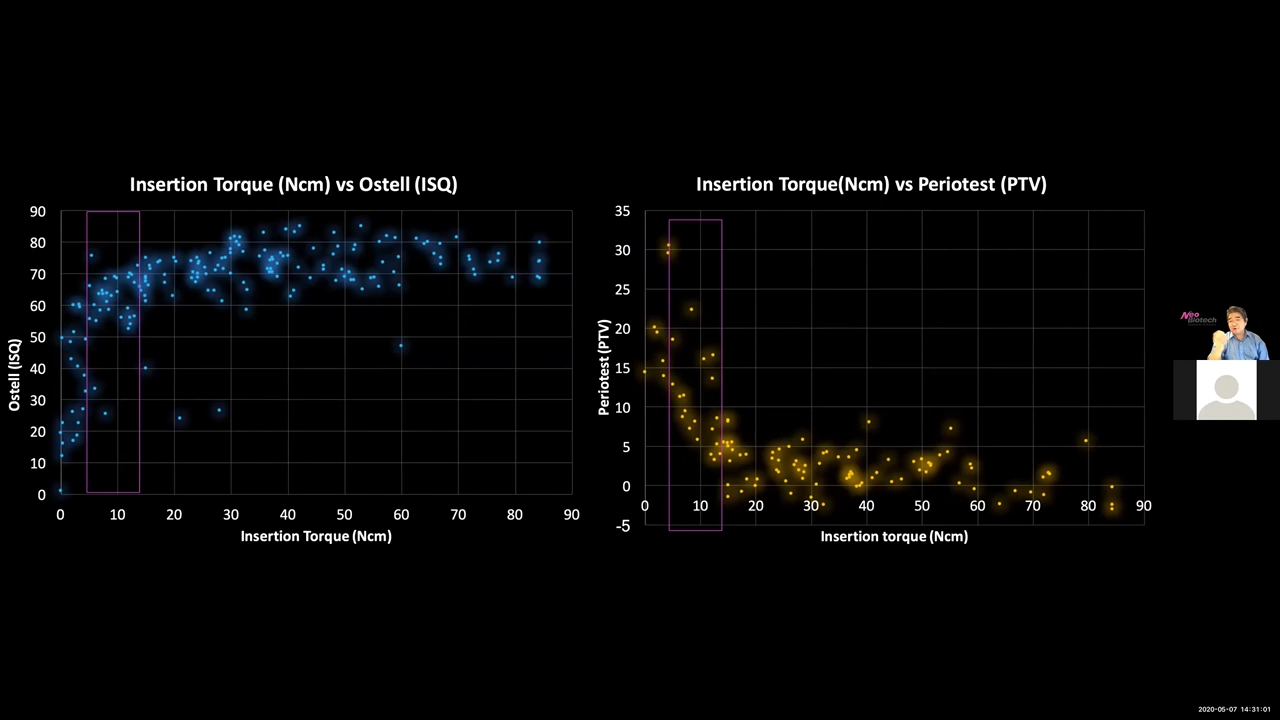 Insertion Torque (Ncm) vs Ostell (ISQ)
90
80
70
60
50
40
30
20
10
0
Ostell (ISQ)
0 10 20 30 40 50 60 70 80 90
Insertion Torque (Ncm)
Insertion Torque(Ncm) vs Periotest (PTV)
35
30
25
20
15
10
5
0
-5
Periotest (PTV)
0 10 20 30 40 50 60 70 80 90
Insertion torque (Ncm)
Neo
Biotech
2020-05-07 14:31:01